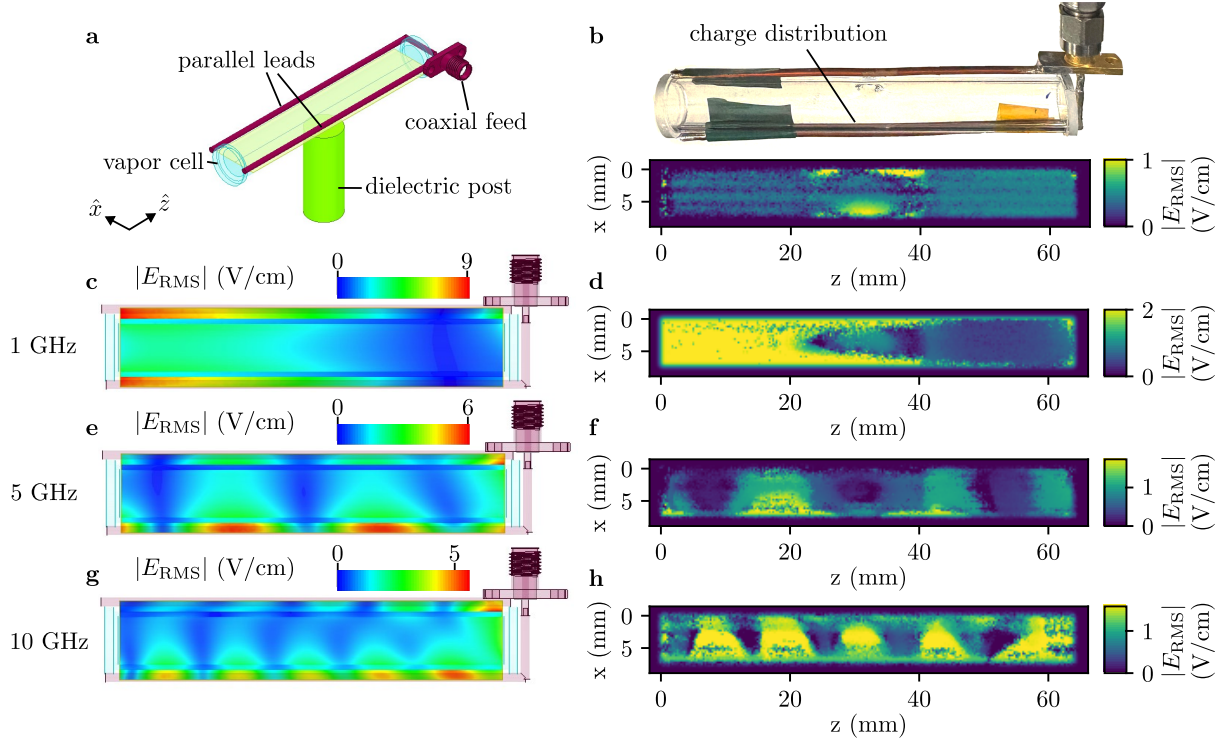 a
parallel leads
coaxial feed
vapor cell
dielectric post
x̂
ẑ
b
charge distribution
0
5
x (mm)
0
20
40
60
z (mm)
1
0
|E_RMS|
(V/cm)
c
|E_RMS| (V/cm)
0
9
1 GHz
d
0
5
x (mm)
0
20
40
60
z (mm)
2
0
|E_RMS|
(V/cm)
e
|E_RMS| (V/cm)
0
6
5 GHz
f
0
5
x (mm)
0
20
40
60
z (mm)
1
0
|E_RMS|
(V/cm)
g
|E_RMS| (V/cm)
0
5
10 GHz
h
0
5
x (mm)
0
20
40
60
z (mm)
1
0
|E_RMS|
(V/cm)